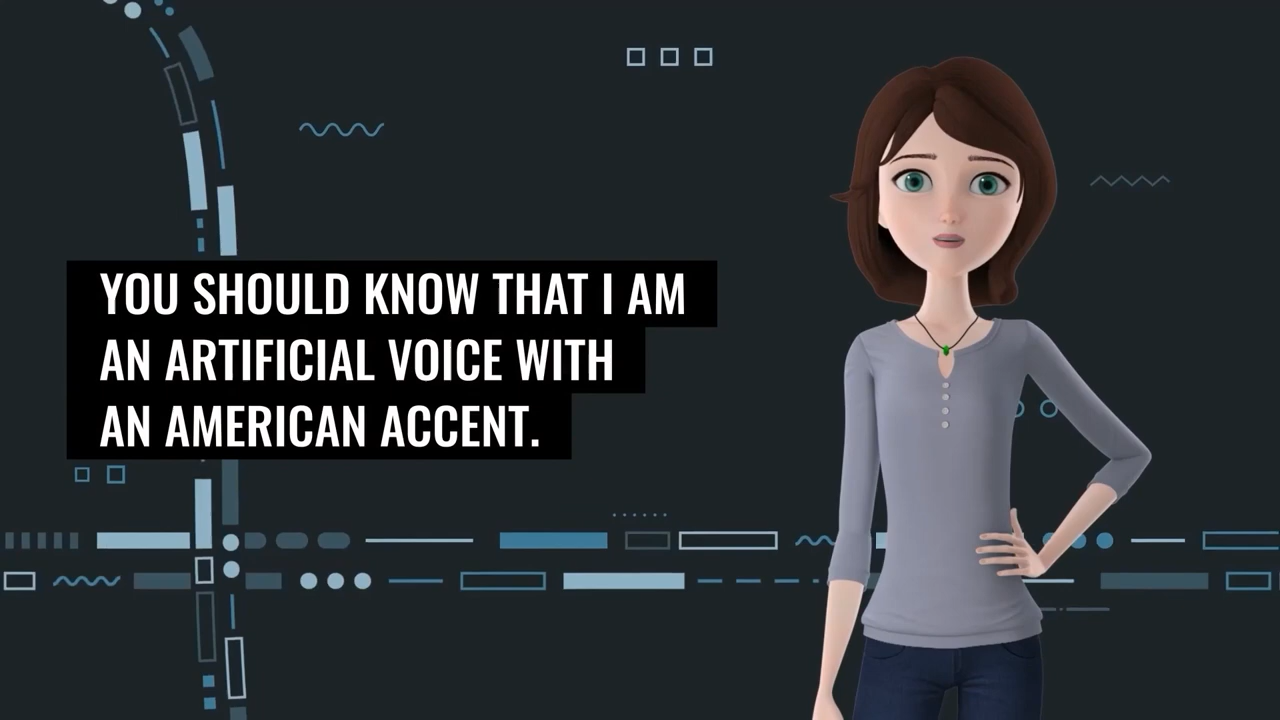 YOU SHOULD KNOW THAT I AM
AN ARTIFICIAL VOICE WITH
AN AMERICAN ACCENT.